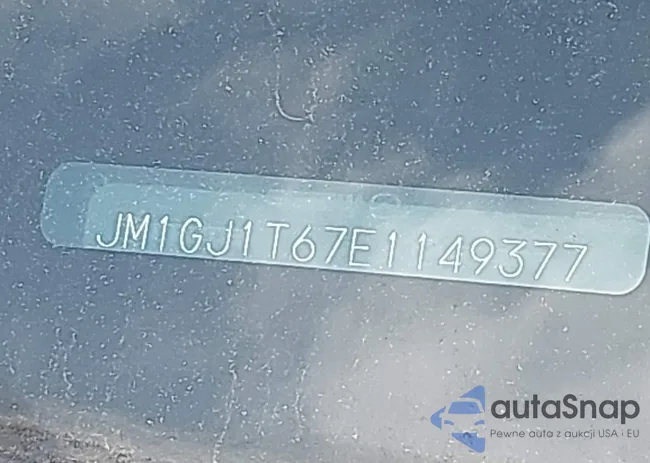 JM1GJ1T67E1149377
autaSnap
Pewne auta z aukcji USA i EU